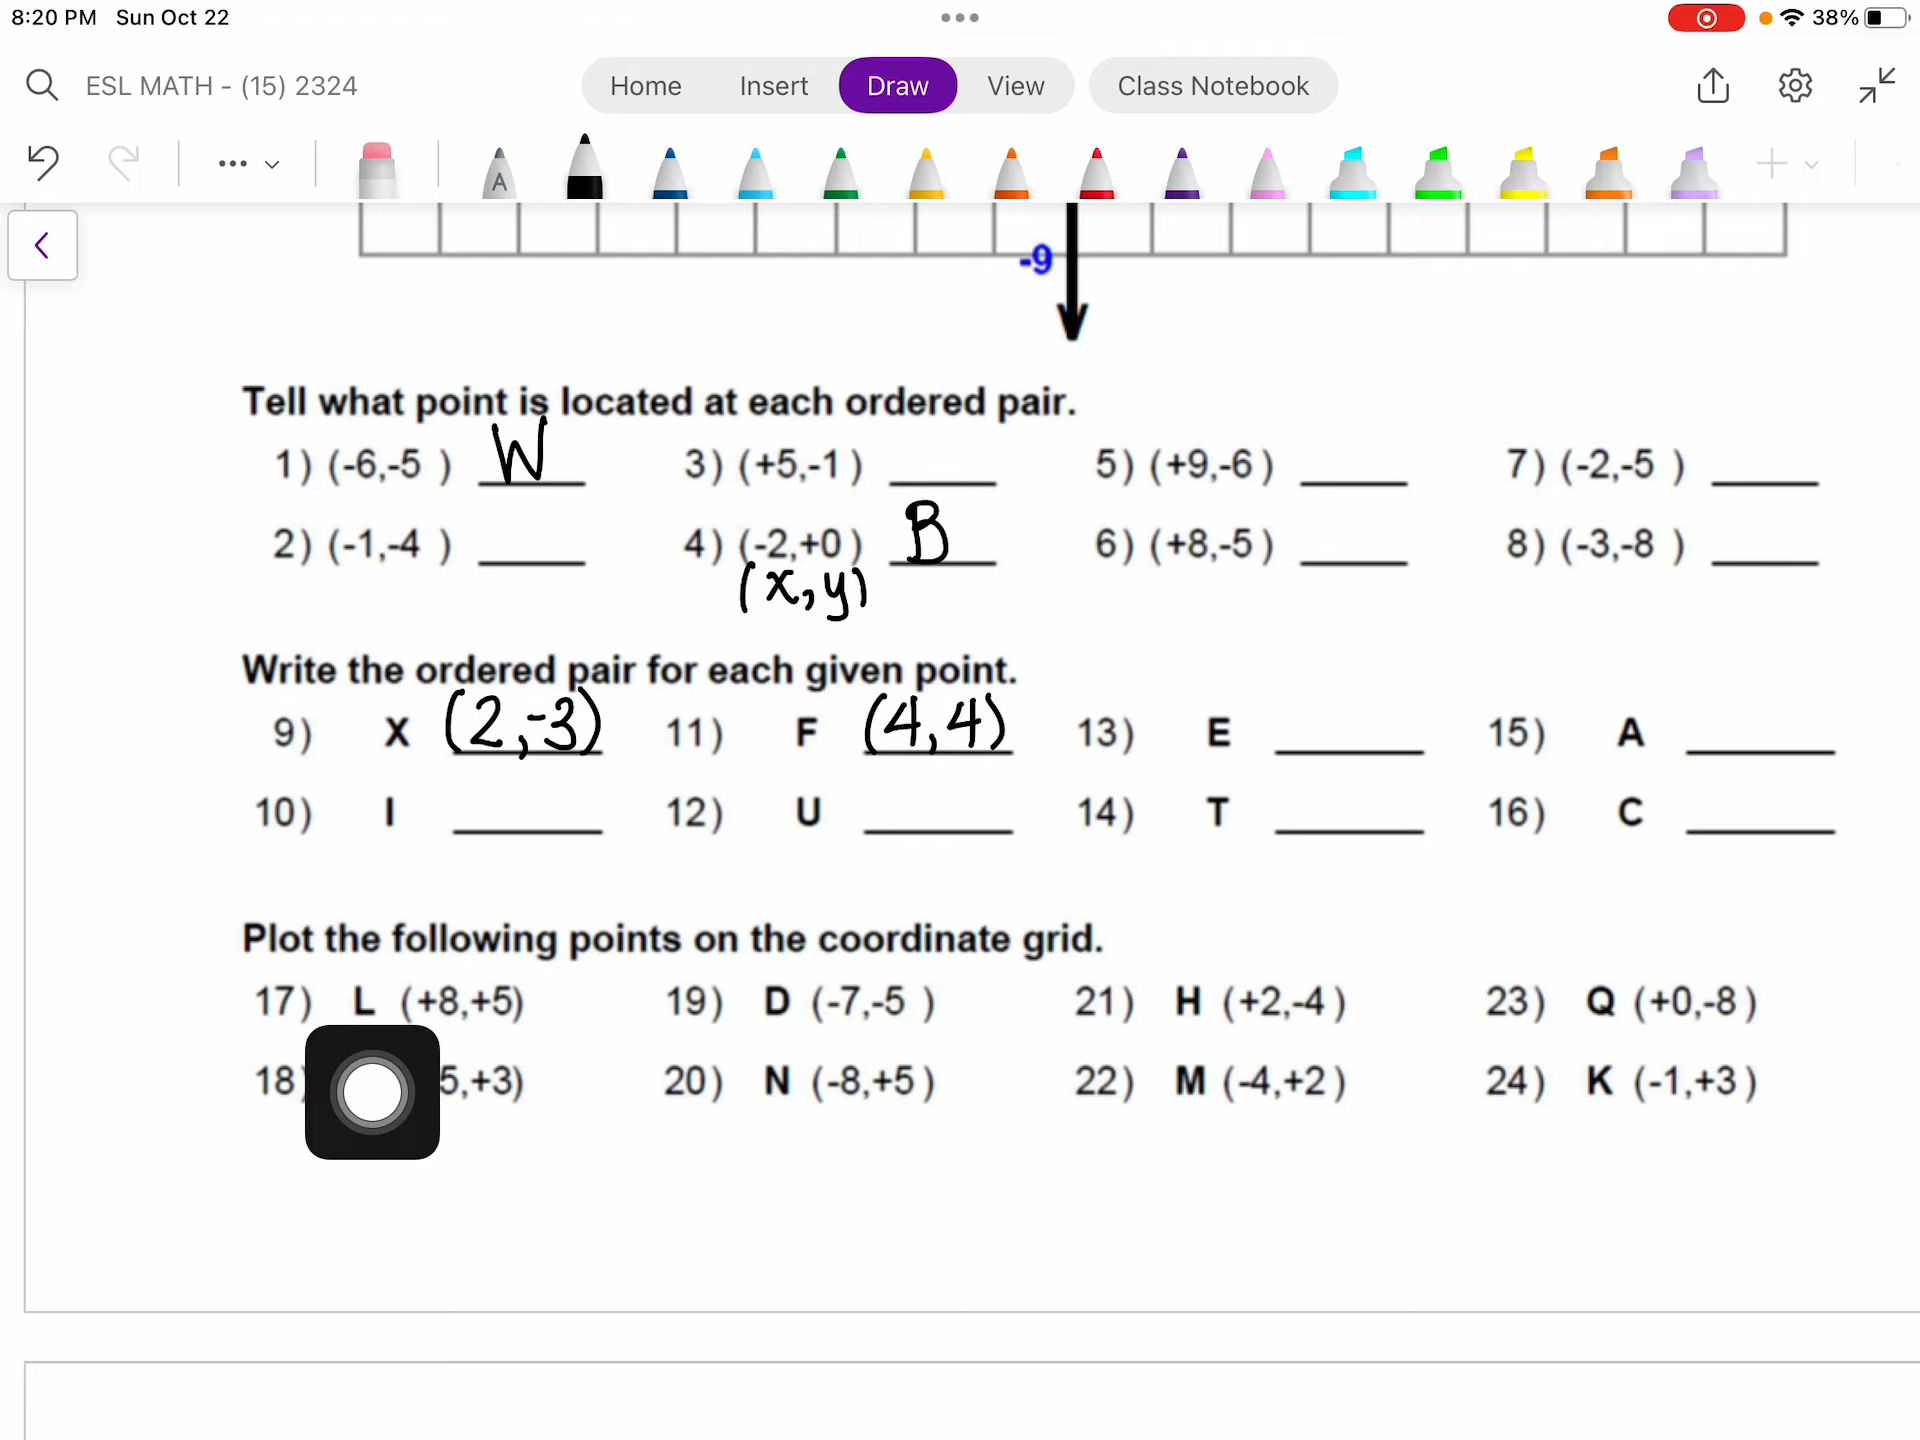 8:20 PM Sun Oct 22 38%
ESL MATH - (15) 2324 Home Insert Draw View Class Notebook
A
-9
Tell what point is located at each ordered pair.
1) (-6,-5 ) W 3) (+5,-1 ) 5) (+9,-6 ) 7) (-2,-5 )
2) (-1,-4 ) 4) (-2,+0 ) B 6) (+8,-5 ) 8) (-3,-8 )
(x,y)
Write the ordered pair for each given point.
9) X (2,-3) 11) F (4,4) 13) E 15) A
10) I 12) U 14) T 16) C
Plot the following points on the coordinate grid.
17) L (+8,+5) 19) D (-7,-5 ) 21) H (+2,-4 ) 23) Q (+0,-8 )
18) 5,+3) 20) N (-8,+5 ) 22) M (-4,+2 ) 24) K (-1,+3 )